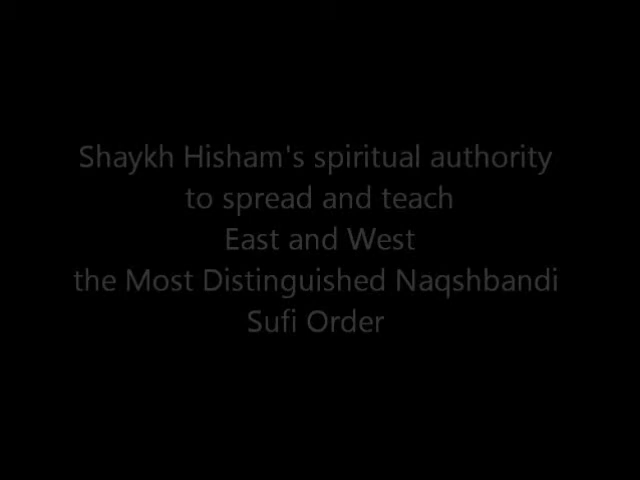 Shaykh Hisham's spiritual authority
to spread and teach
East and West
the Most Distinguished Naqshbandi
Sufi Order